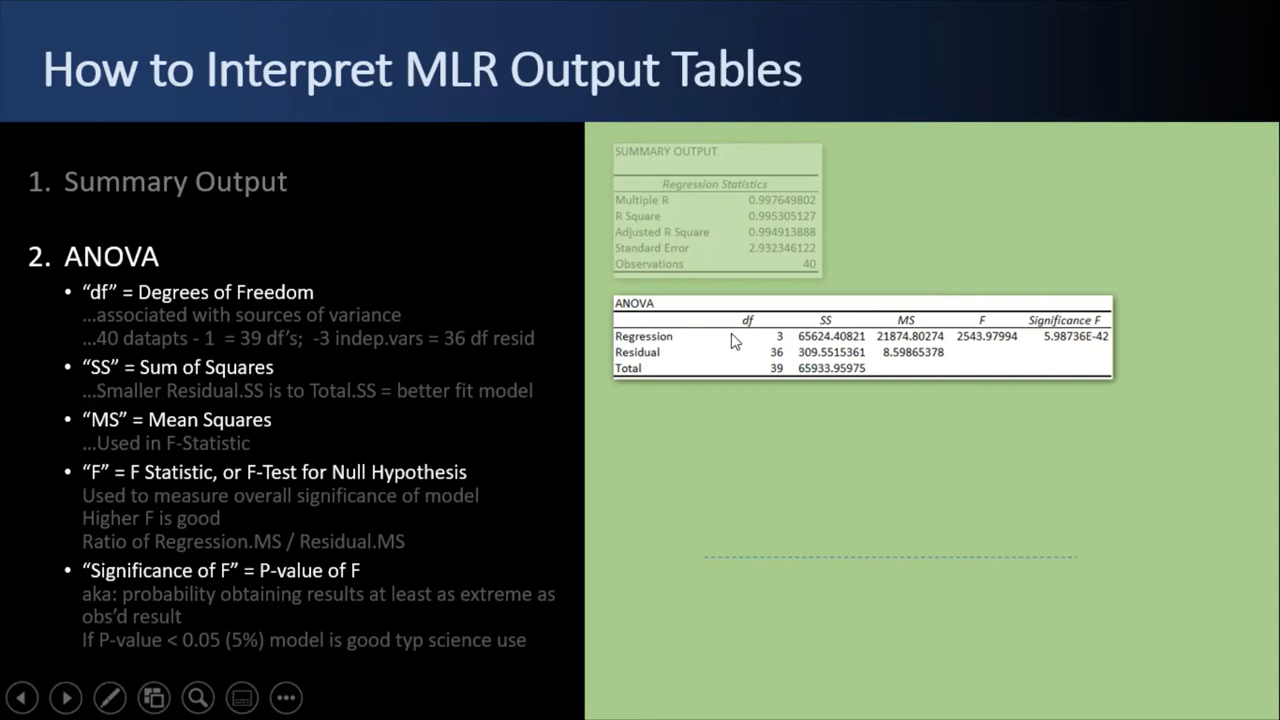 How to Interpret MLR Output Tables
1. Summary Output
2. ANOVA
• “df” = Degrees of Freedom
...associated with sources of variance
...40 datapts - 1 = 39 df’s; -3 indep.vars = 36 df resid
• “SS” = Sum of Squares
...Smaller Residual.SS is to Total.SS = better fit model
• “MS” = Mean Squares
...Used in F-Statistic
• “F” = F Statistic, or F-Test for Null Hypothesis
Used to measure overall significance of model
Higher F is good
Ratio of Regression.MS / Residual.MS
• “Significance of F” = P-value of F
aka: probability obtaining results at least as extreme as
obs’d result
If P-value < 0.05 (5%) model is good typ science use
SUMMARY OUTPUT
Regression Statistics
Multiple R 0.997649802
R Square 0.995305127
Adjusted R Square 0.994913888
Standard Error 2.932346122
Observations 40
ANOVA
df SS MS F Significance F
Regression 3 65624.40821 21874.80274 2543.97994 5.98736E-42
Residual 36 309.5515361 8.59865378
Total 39 65933.95975